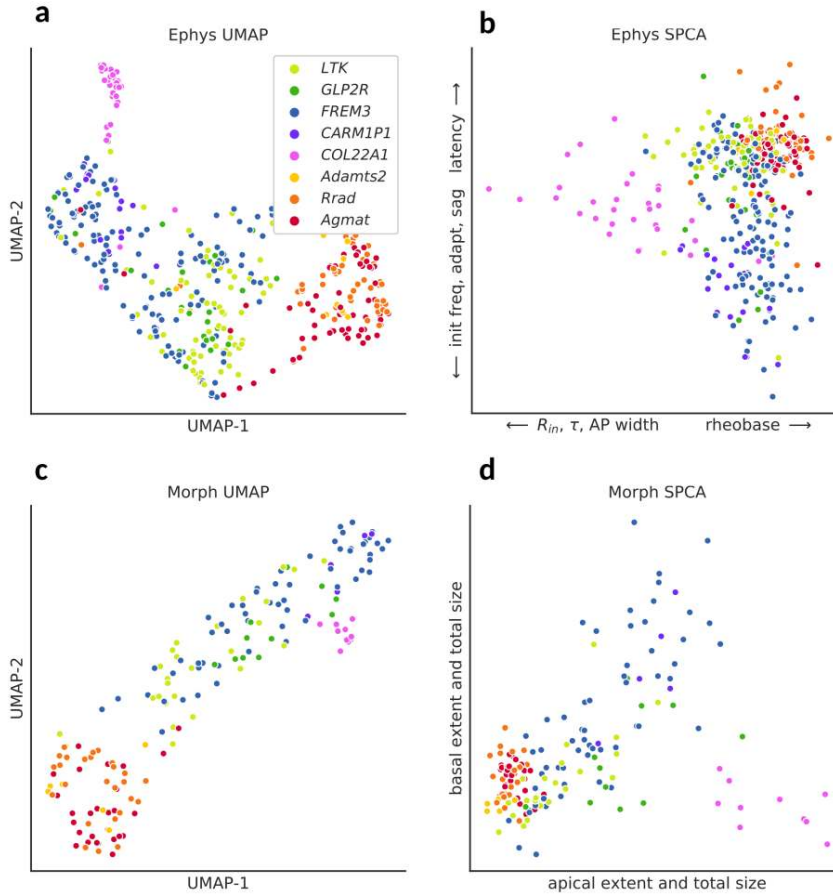 a
Ephys UMAP
UMAP-2
UMAP-1
LTK
GLP2R
FREM3
CARM1P1
COL22A1
Adamts2
Rrad
Agmat
b
Ephys SPCA
← init freq, adapt, sag   latency →
← R_in, τ, AP width   rheobase →
c
Morph UMAP
UMAP-2
UMAP-1
d
Morph SPCA
basal extent and total size
apical extent and total size